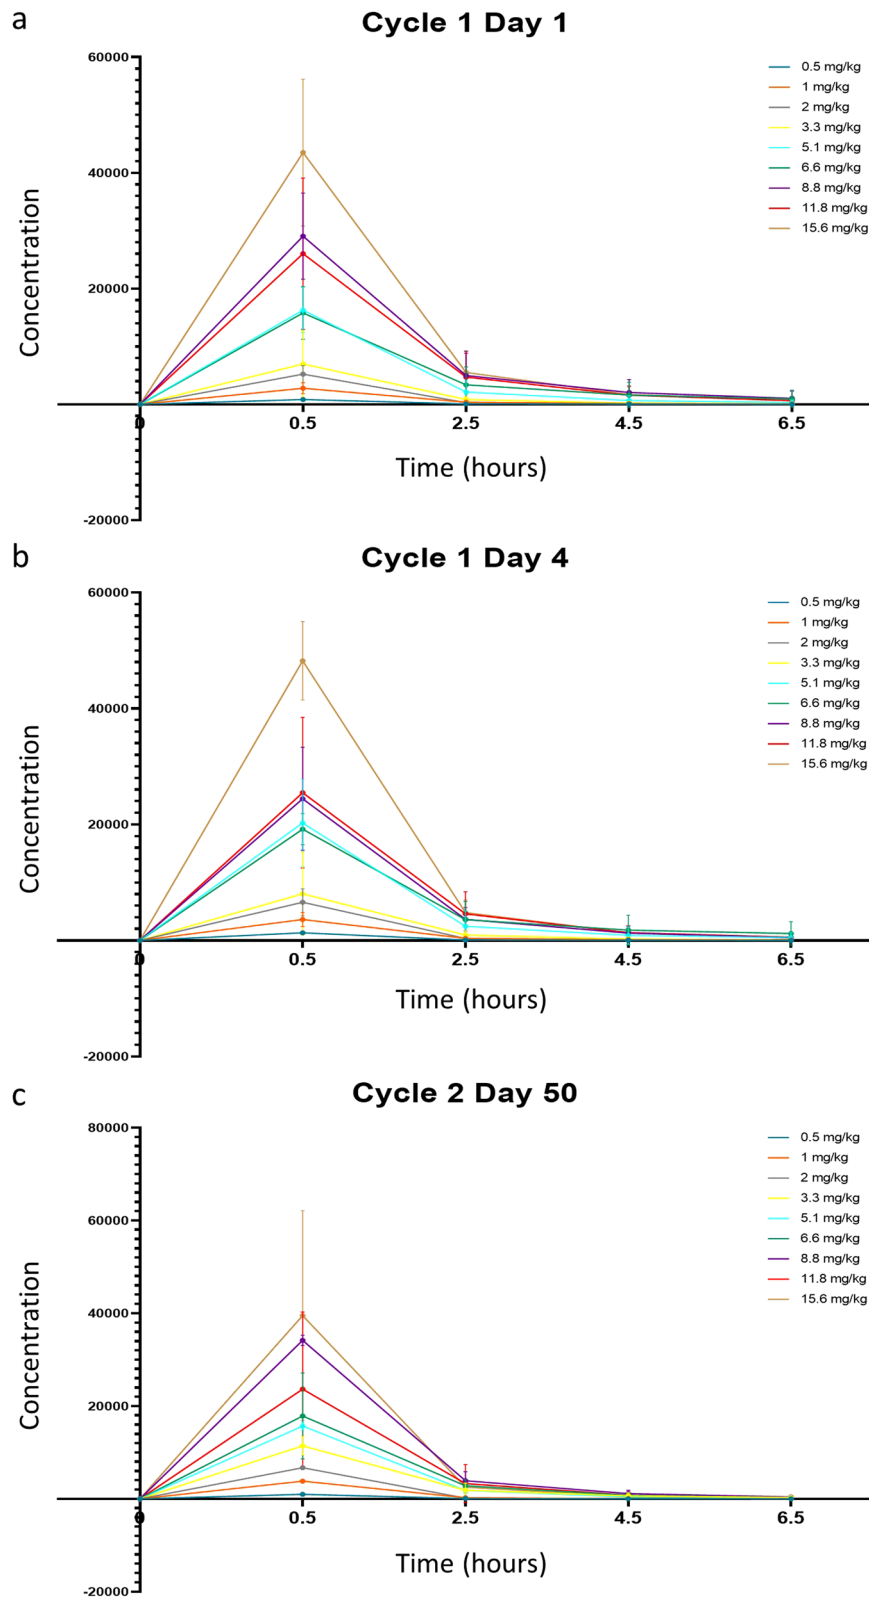 a
Cycle 1 Day 1
60000
40000
20000
-20000
Concentration
0
0.5
2.5
4.5
6.5
Time (hours)
0.5 mg/kg
1 mg/kg
2 mg/kg
3.3 mg/kg
5.1 mg/kg
6.6 mg/kg
8.8 mg/kg
11.8 mg/kg
15.6 mg/kg
b
Cycle 1 Day 4
60000
40000
20000
-20000
Concentration
0
0.5
2.5
4.5
6.5
Time (hours)
0.5 mg/kg
1 mg/kg
2 mg/kg
3.3 mg/kg
5.1 mg/kg
6.6 mg/kg
8.8 mg/kg
11.8 mg/kg
15.6 mg/kg
c
Cycle 2 Day 50
80000
60000
40000
20000
-20000
Concentration
0
0.5
2.5
4.5
6.5
Time (hours)
0.5 mg/kg
1 mg/kg
2 mg/kg
3.3 mg/kg
5.1 mg/kg
6.6 mg/kg
8.8 mg/kg
11.8 mg/kg
15.6 mg/kg